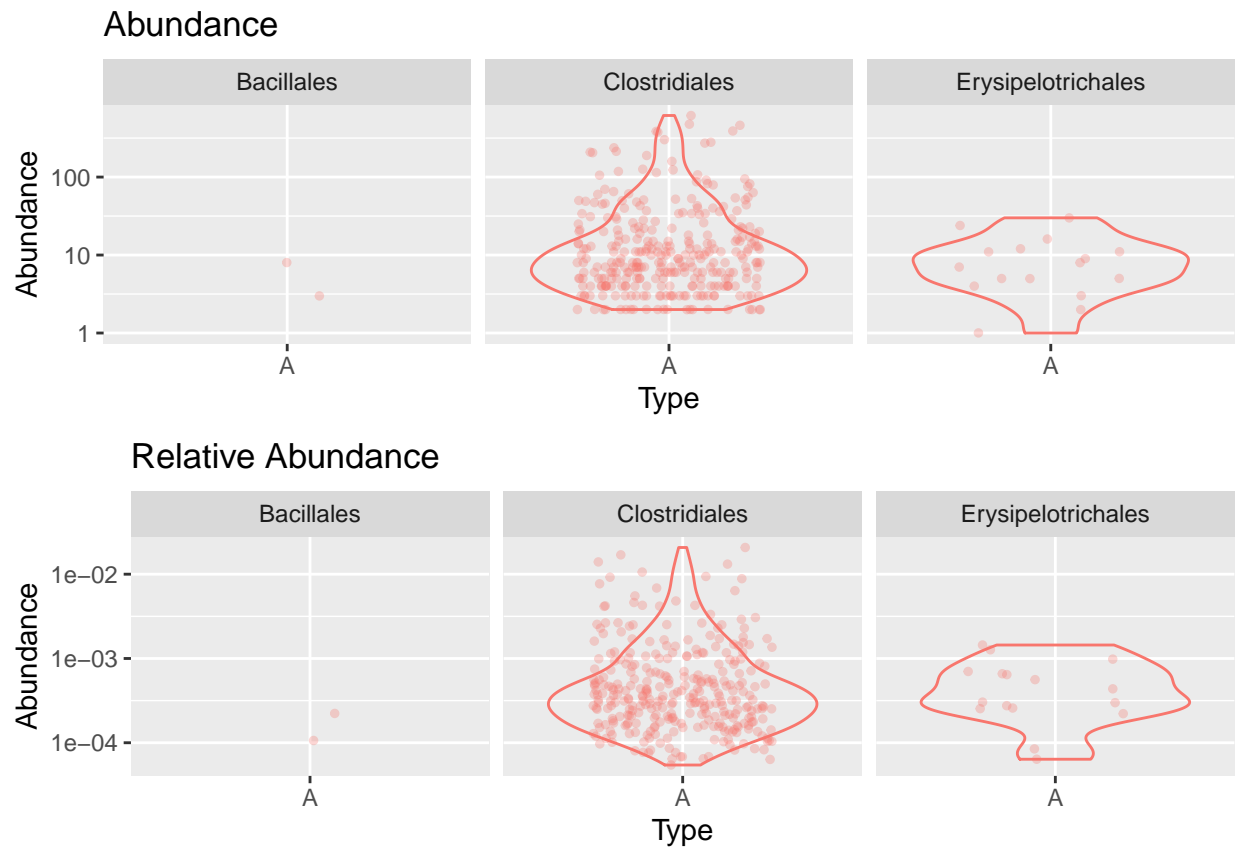 Abundance
Bacillales Clostridiales Erysipelotrichales
Abundance
100
10
1
A A A
Type
Relative Abundance
Bacillales Clostridiales Erysipelotrichales
Abundance
1e−02
1e−03
1e−04
A A A
Type